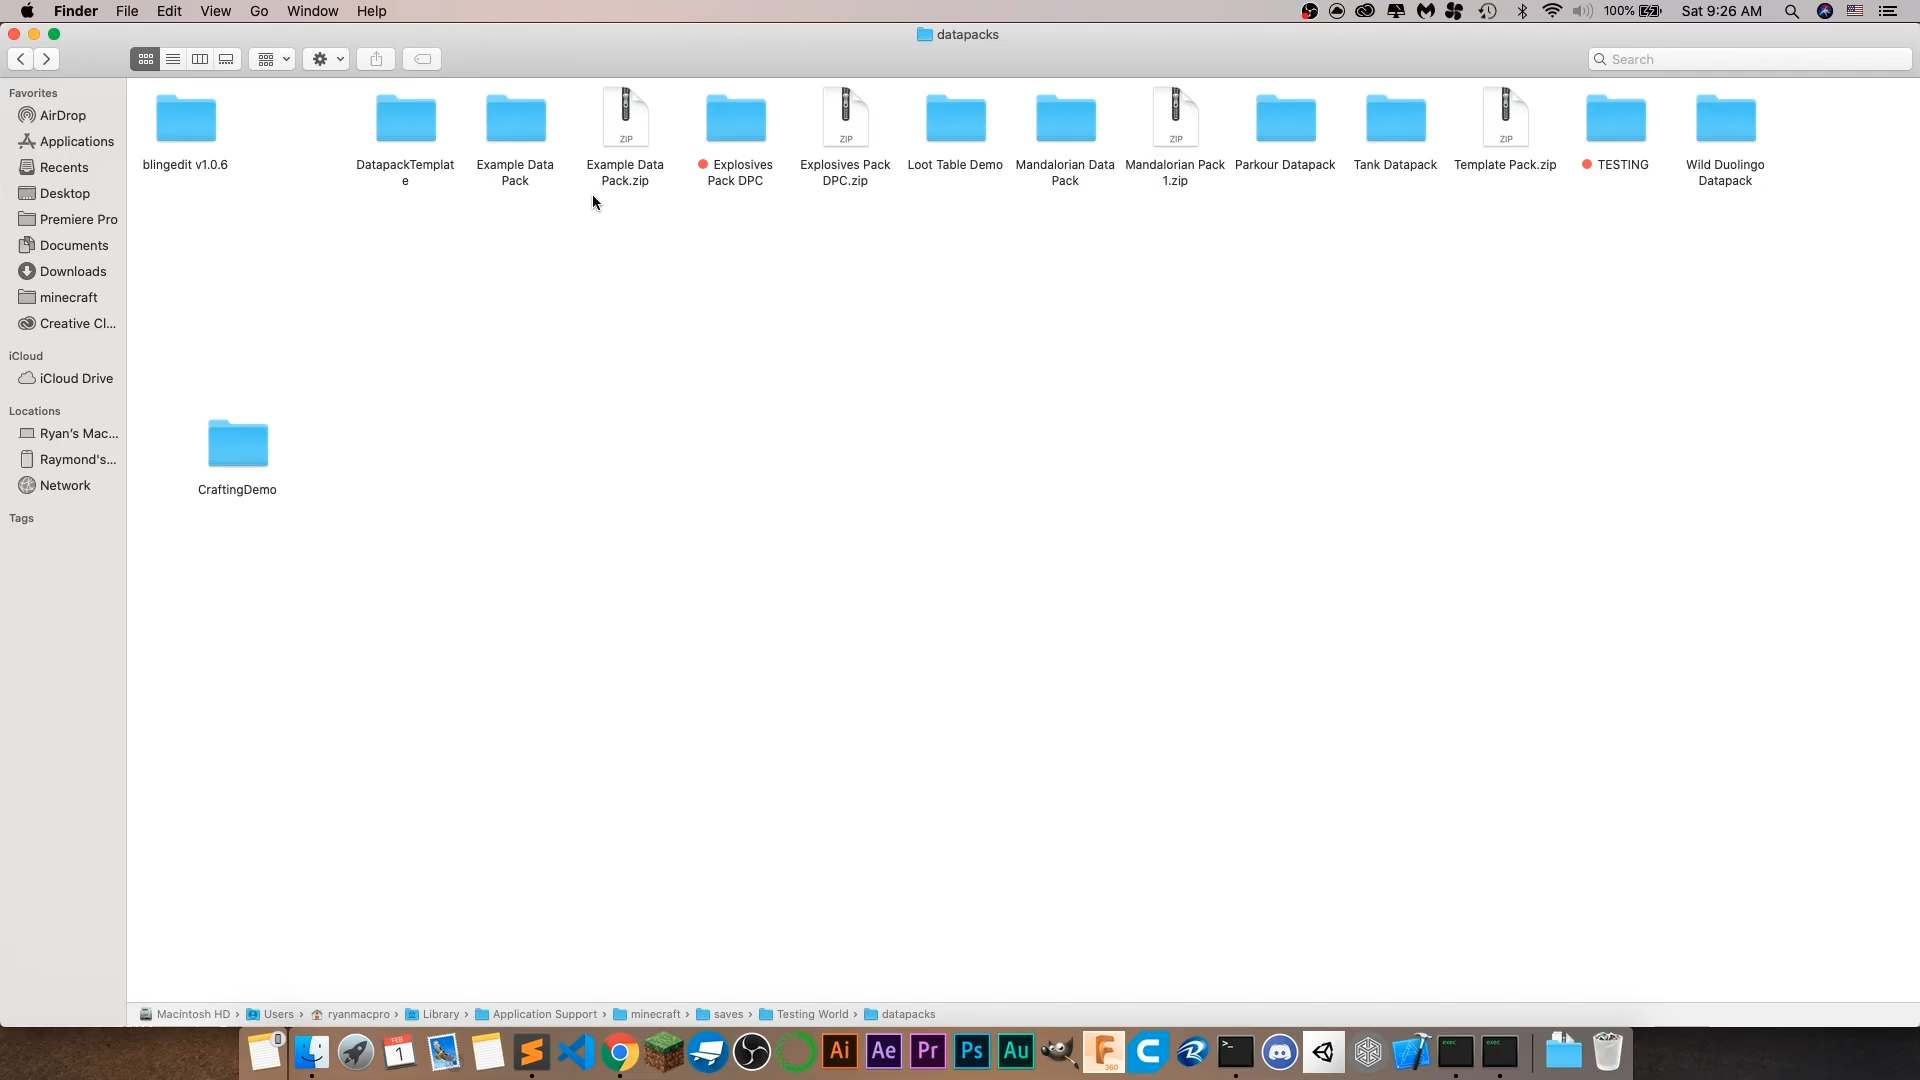 Finder File Edit View Go Window Help
100% Sat 9:26 AM
datapacks
Search
Favorites
AirDrop
Applications
Recents
Desktop
Premiere Pro
Documents
Downloads
minecraft
Creative Cl...
iCloud
iCloud Drive
Locations
Ryan's Mac...
Raymond's...
Network
Tags
ZIP ZIP ZIP ZIP
blingedit v1.0.6
DatapackTemplat
e
Example Data
Pack
Example Data
Pack.zip
Explosives
Pack DPC
Explosives Pack
DPC.zip
Loot Table Demo
Mandalorian Data
Pack
Mandalorian Pack
1.zip
Parkour Datapack
Tank Datapack
Template Pack.zip
TESTING
Wild Duolingo
Datapack
CraftingDemo
Macintosh HD › Users › ryanmacpro › Library › Application Support › minecraft › saves › Testing World › datapacks
FEB
1
Ai Ae Pr Ps Au
360
exec exec